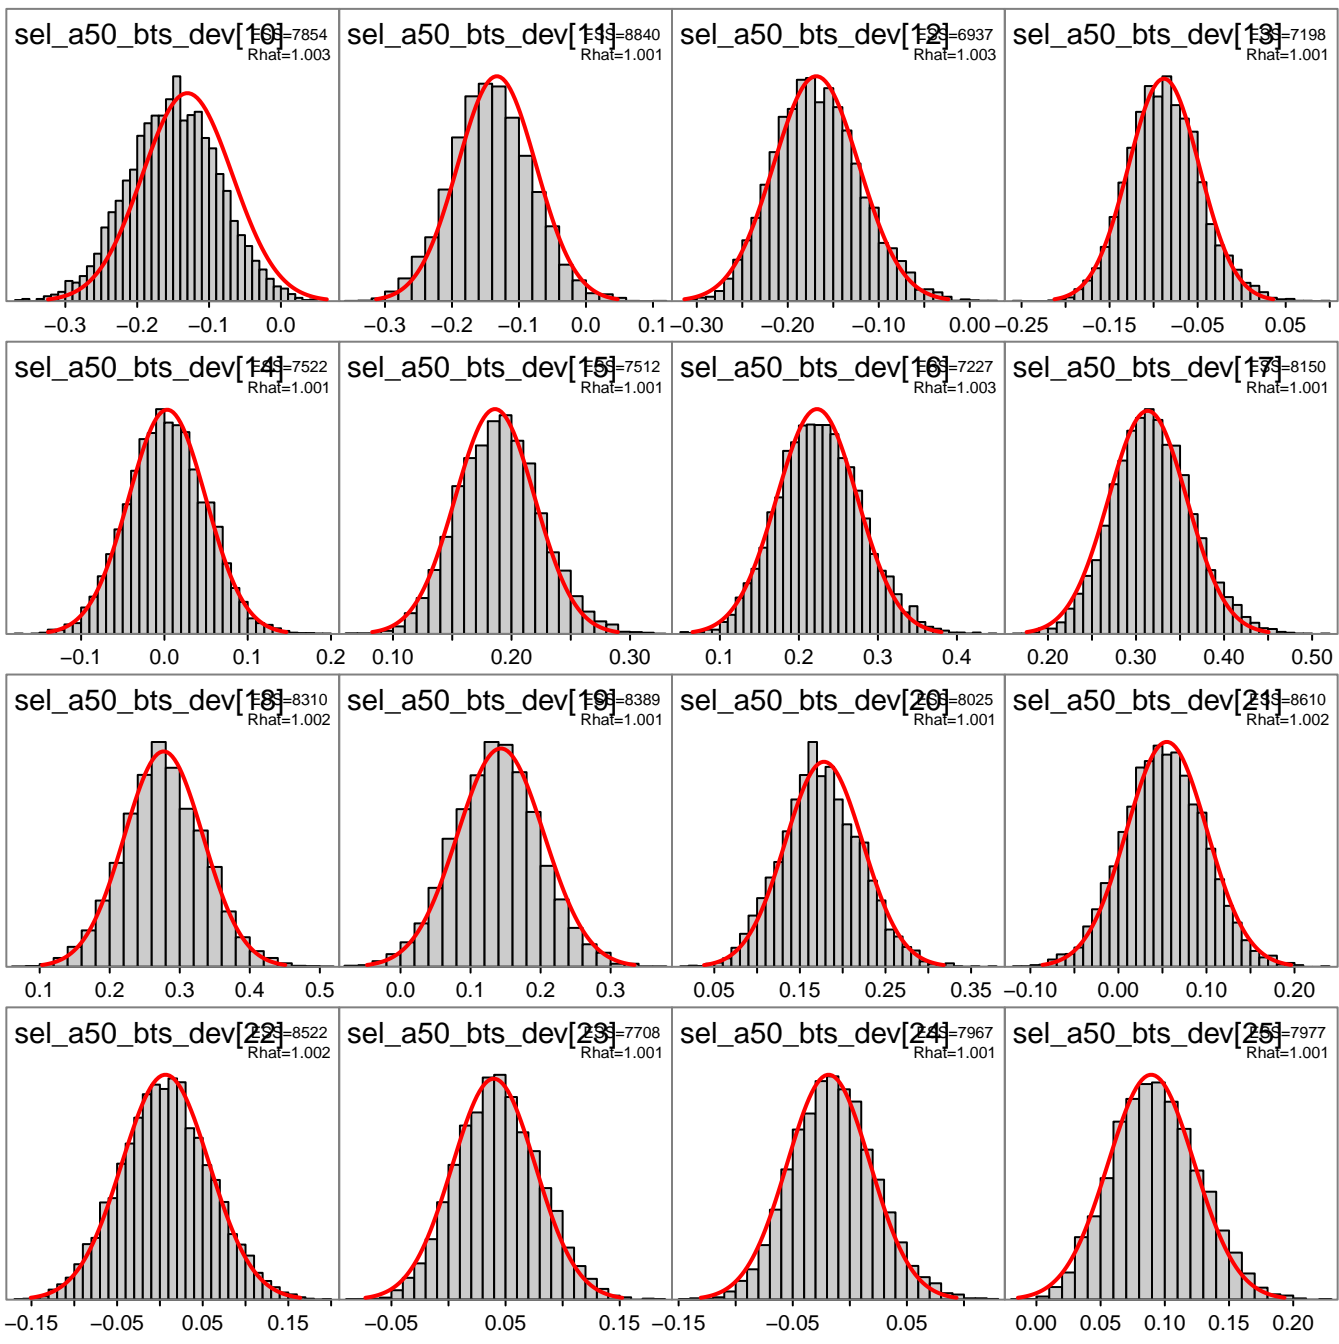 sel_a50_bts_dev[10] ESS=7854
Rhat=1.003
sel_a50_bts_dev[11] ESS=8840
Rhat=1.001
sel_a50_bts_dev[12] ESS=6937
Rhat=1.003
sel_a50_bts_dev[13] ESS=7198
Rhat=1.001
−0.3 −0.2 −0.1 0.0
−0.3 −0.2 −0.1 0.0 0.1
−0.30 −0.20 −0.10 0.00
−0.25 −0.15 −0.05 0.05
sel_a50_bts_dev[14] ESS=7522
Rhat=1.001
sel_a50_bts_dev[15] ESS=7512
Rhat=1.001
sel_a50_bts_dev[16] ESS=7227
Rhat=1.003
sel_a50_bts_dev[17] ESS=8150
Rhat=1.001
−0.1 0.0 0.1 0.2
0.10 0.20 0.30
0.1 0.2 0.3 0.4
0.20 0.30 0.40 0.50
sel_a50_bts_dev[18] ESS=8310
Rhat=1.002
sel_a50_bts_dev[19] ESS=8389
Rhat=1.001
sel_a50_bts_dev[20] ESS=8025
Rhat=1.001
sel_a50_bts_dev[21] ESS=8610
Rhat=1.002
0.1 0.2 0.3 0.4 0.5
0.0 0.1 0.2 0.3
0.05 0.15 0.25 0.35
−0.10 0.00 0.10 0.20
sel_a50_bts_dev[22] ESS=8522
Rhat=1.002
sel_a50_bts_dev[23] ESS=7708
Rhat=1.001
sel_a50_bts_dev[24] ESS=7967
Rhat=1.001
sel_a50_bts_dev[25] ESS=7977
Rhat=1.001
−0.15 −0.05 0.05 0.15
−0.05 0.05 0.15
−0.15 −0.05 0.05
0.00 0.05 0.10 0.15 0.20